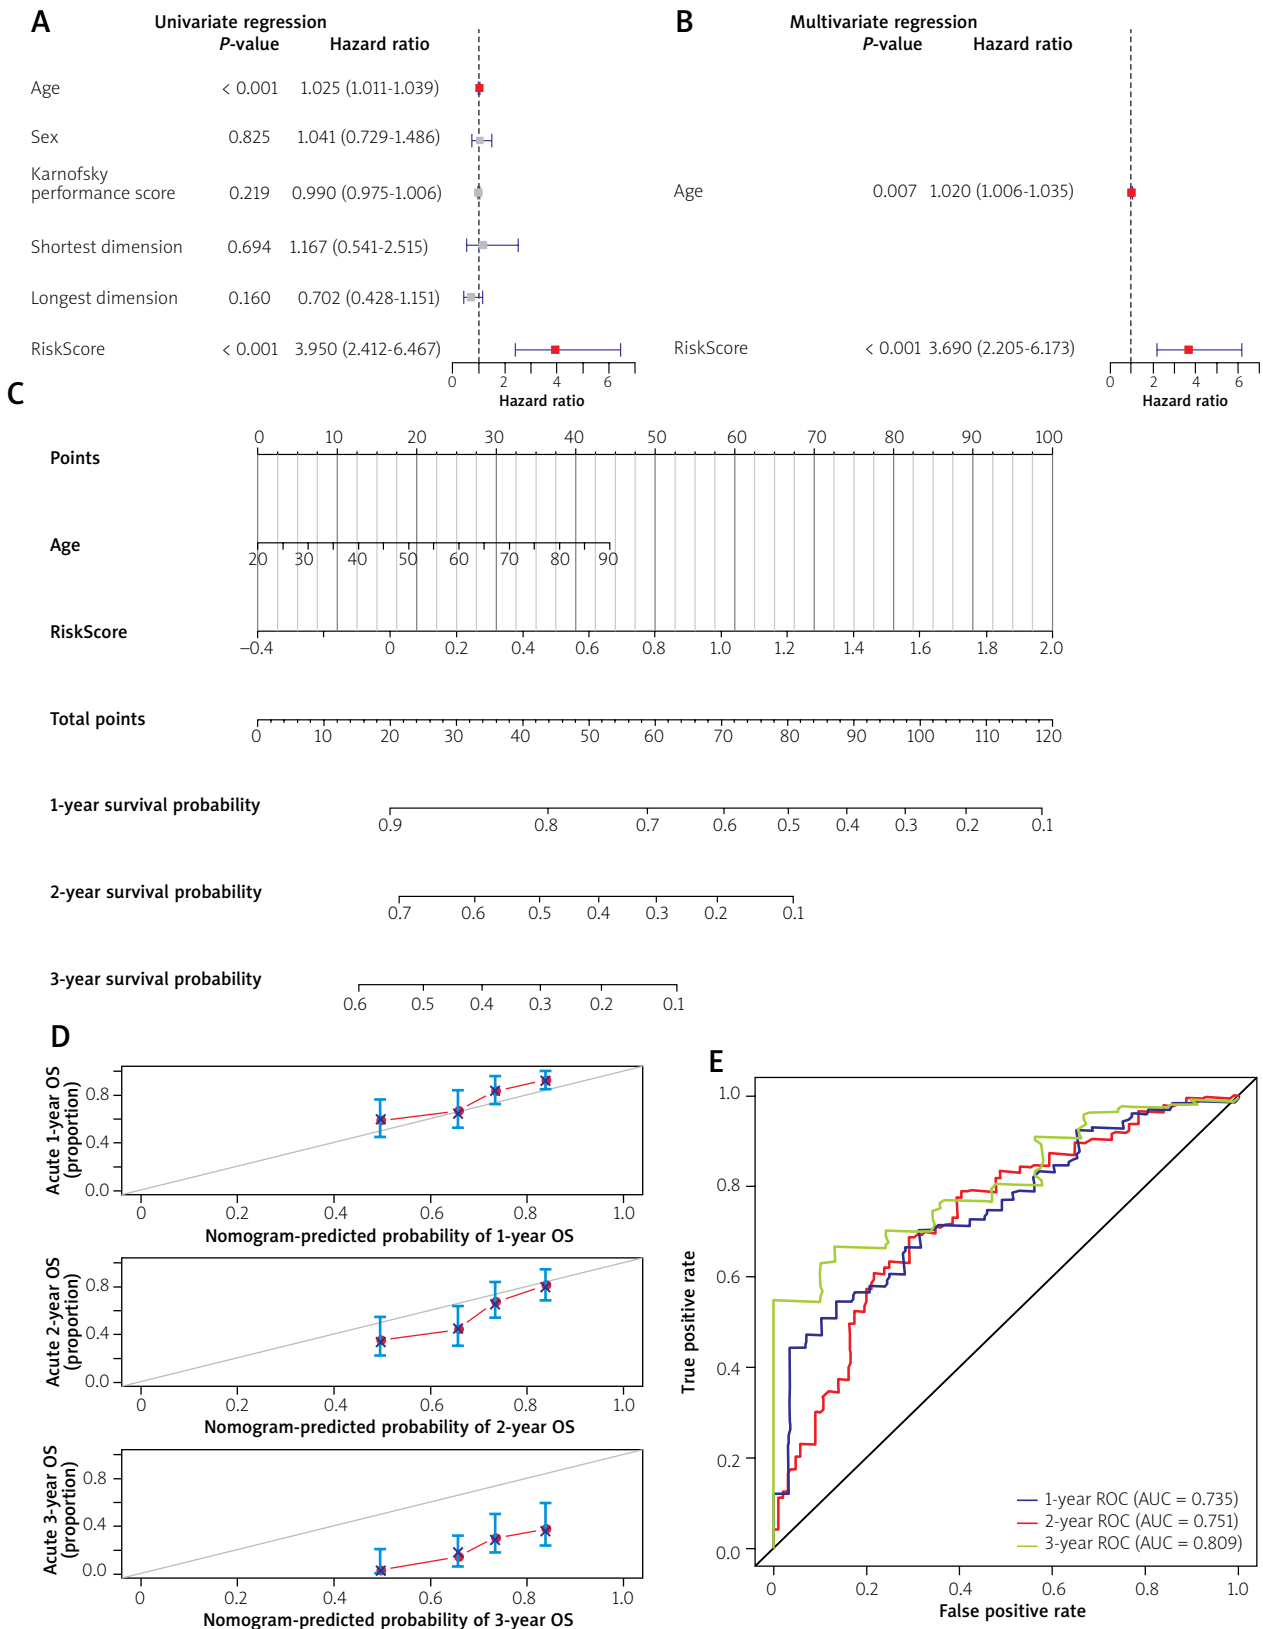 A
Univariate regression
P-value Hazard ratio
Age < 0.001 1.025 (1.011-1.039)
Sex 0.825 1.041 (0.729-1.486)
Karnofsky
performance score 0.219 0.990 (0.975-1.006)
Shortest dimension 0.694 1.167 (0.541-2.515)
Longest dimension 0.160 0.702 (0.428-1.151)
RiskScore < 0.001 3.950 (2.412-6.467)
0 2 4 6
Hazard ratio
B
Multivariate regression
P-value Hazard ratio
Age 0.007 1.020 (1.006-1.035)
RiskScore < 0.001 3.690 (2.205-6.173)
0 2 4 6
Hazard ratio
C
0 10 20 30 40 50 60 70 80 90 100
Points
Age
20 30 40 50 60 70 80 90
RiskScore
−0.4 0 0.2 0.4 0.6 0.8 1.0 1.2 1.4 1.6 1.8 2.0
Total points
0 10 20 30 40 50 60 70 80 90 100 110 120
1-year survival probability
0.9 0.8 0.7 0.6 0.5 0.4 0.3 0.2 0.1
2-year survival probability
0.7 0.6 0.5 0.4 0.3 0.2 0.1
3-year survival probability
0.6 0.5 0.4 0.3 0.2 0.1
D
Acute 1-year OS
(proportion)
0.8
0.4
0.0
0 0.2 0.4 0.6 0.8 1.0
Nomogram-predicted probability of 1-year OS
Acute 2-year OS
(proportion)
0.8
0.4
0.0
0 0.2 0.4 0.6 0.8 1.0
Nomogram-predicted probability of 2-year OS
Acute 3-year OS
(proportion)
0.8
0.4
0.0
0 0.2 0.4 0.6 0.8 1.0
Nomogram-predicted probability of 3-year OS
E
True positive rate
1.0
0.8
0.6
0.4
0.2
0.0
1-year ROC (AUC = 0.735)
2-year ROC (AUC = 0.751)
3-year ROC (AUC = 0.809)
0 0.2 0.4 0.6 0.8 1.0
False positive rate